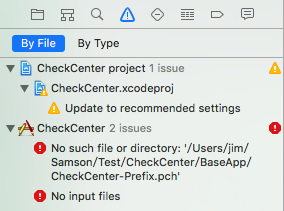 By File By Type
CheckCenter project 1 issue
CheckCenter.xcodeproj
Update to recommended settings
CheckCenter 2 issues
No such file or directory: '/Users/jim/
Samson/Test/CheckCenter/BaseApp/
CheckCenter-Prefix.pch'
No input files